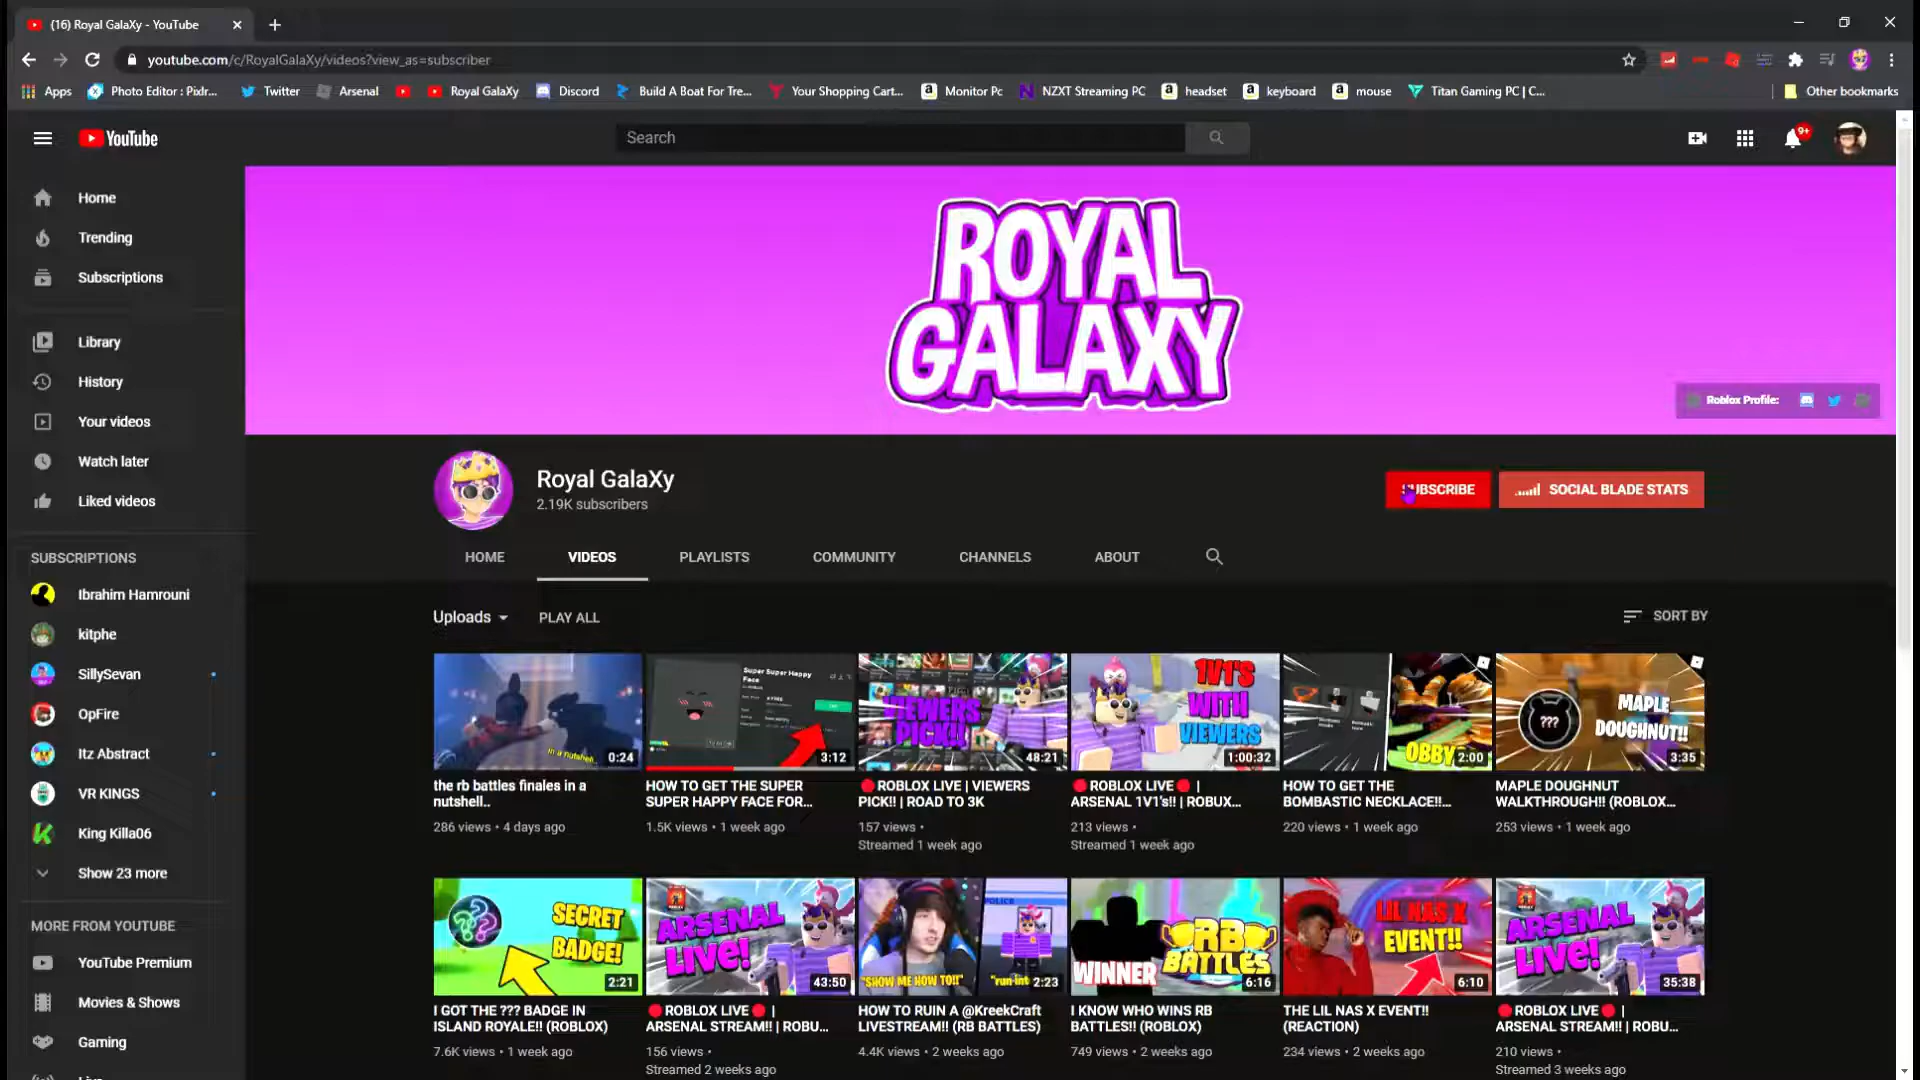 (16) Royal GalaXy - YouTube
youtube.com/c/RoyalGalaXy/videos?view_as=subscriber
Apps
Photo Editor : Pixlr...
Twitter
Arsenal
Royal GalaXy
Discord
Build A Boat For Tre...
Your Shopping Cart...
Monitor Pc
NZXT Streaming PC
headset
keyboard
mouse
Titan Gaming PC | C...
Other bookmarks
YouTube
Search
9+
Home
Trending
Subscriptions
Library
History
Your videos
Watch later
Liked videos
SUBSCRIPTIONS
Ibrahim Hamrouni
kitphe
SillySevan
OpFire
Itz Abstract
VR KINGS
King Killa06
Show 23 more
MORE FROM YOUTUBE
YouTube Premium
Movies & Shows
Gaming
Live
ROYAL
GALAXY
Roblox Profile:
Royal GalaXy
2.19K subscribers
SUBSCRIBE
SOCIAL BLADE STATS
HOME
VIDEOS
PLAYLISTS
COMMUNITY
CHANNELS
ABOUT
Uploads
PLAY ALL
SORT BY
in a nutshell..
0:24
the rb battles finales in a
nutshell..
286 views • 4 days ago
Super Super Happy
Face
3:12
HOW TO GET THE SUPER
SUPER HAPPY FACE FOR...
1.5K views • 1 week ago
VIEWERS
PICK!!
48:21
🔴ROBLOX LIVE | VIEWERS
PICK!! | ROAD TO 3K
157 views •
Streamed 1 week ago
1V1'S
WITH
VIEWERS
1:00:32
🔴ROBLOX LIVE🔴 |
ARSENAL 1V1's!! | ROBUX...
213 views •
Streamed 1 week ago
OBBY
2:00
HOW TO GET THE
BOMBASTIC NECKLACE!!...
220 views • 1 week ago
???
MAPLE
DOUGHNUT!!
3:35
MAPLE DOUGHNUT
WALKTHROUGH!! (ROBLOX...
253 views • 1 week ago
???
SECRET
BADGE!
2:21
I GOT THE ??? BADGE IN
ISLAND ROYALE!! (ROBLOX)
7.6K views • 1 week ago
ARSENAL
LIVE!
43:50
🔴ROBLOX LIVE🔴 |
ARSENAL STREAM!! | ROBU...
156 views •
Streamed 2 weeks ago
POLICE
"SHOW ME HOW TO!!"
2:23
HOW TO RUIN A @KreekCraft
LIVESTREAM!! (RB BATTLES)
4.4K views • 2 weeks ago
WINNER
RB
BATTLES
6:16
I KNOW WHO WINS RB
BATTLES!! (ROBLOX)
749 views • 2 weeks ago
LIL NAS X
EVENT!!
6:10
THE LIL NAS X EVENT!!
(REACTION)
234 views • 2 weeks ago
ARSENAL
LIVE!
35:38
🔴ROBLOX LIVE🔴 |
ARSENAL STREAM!! | ROBU...
210 views •
Streamed 3 weeks ago